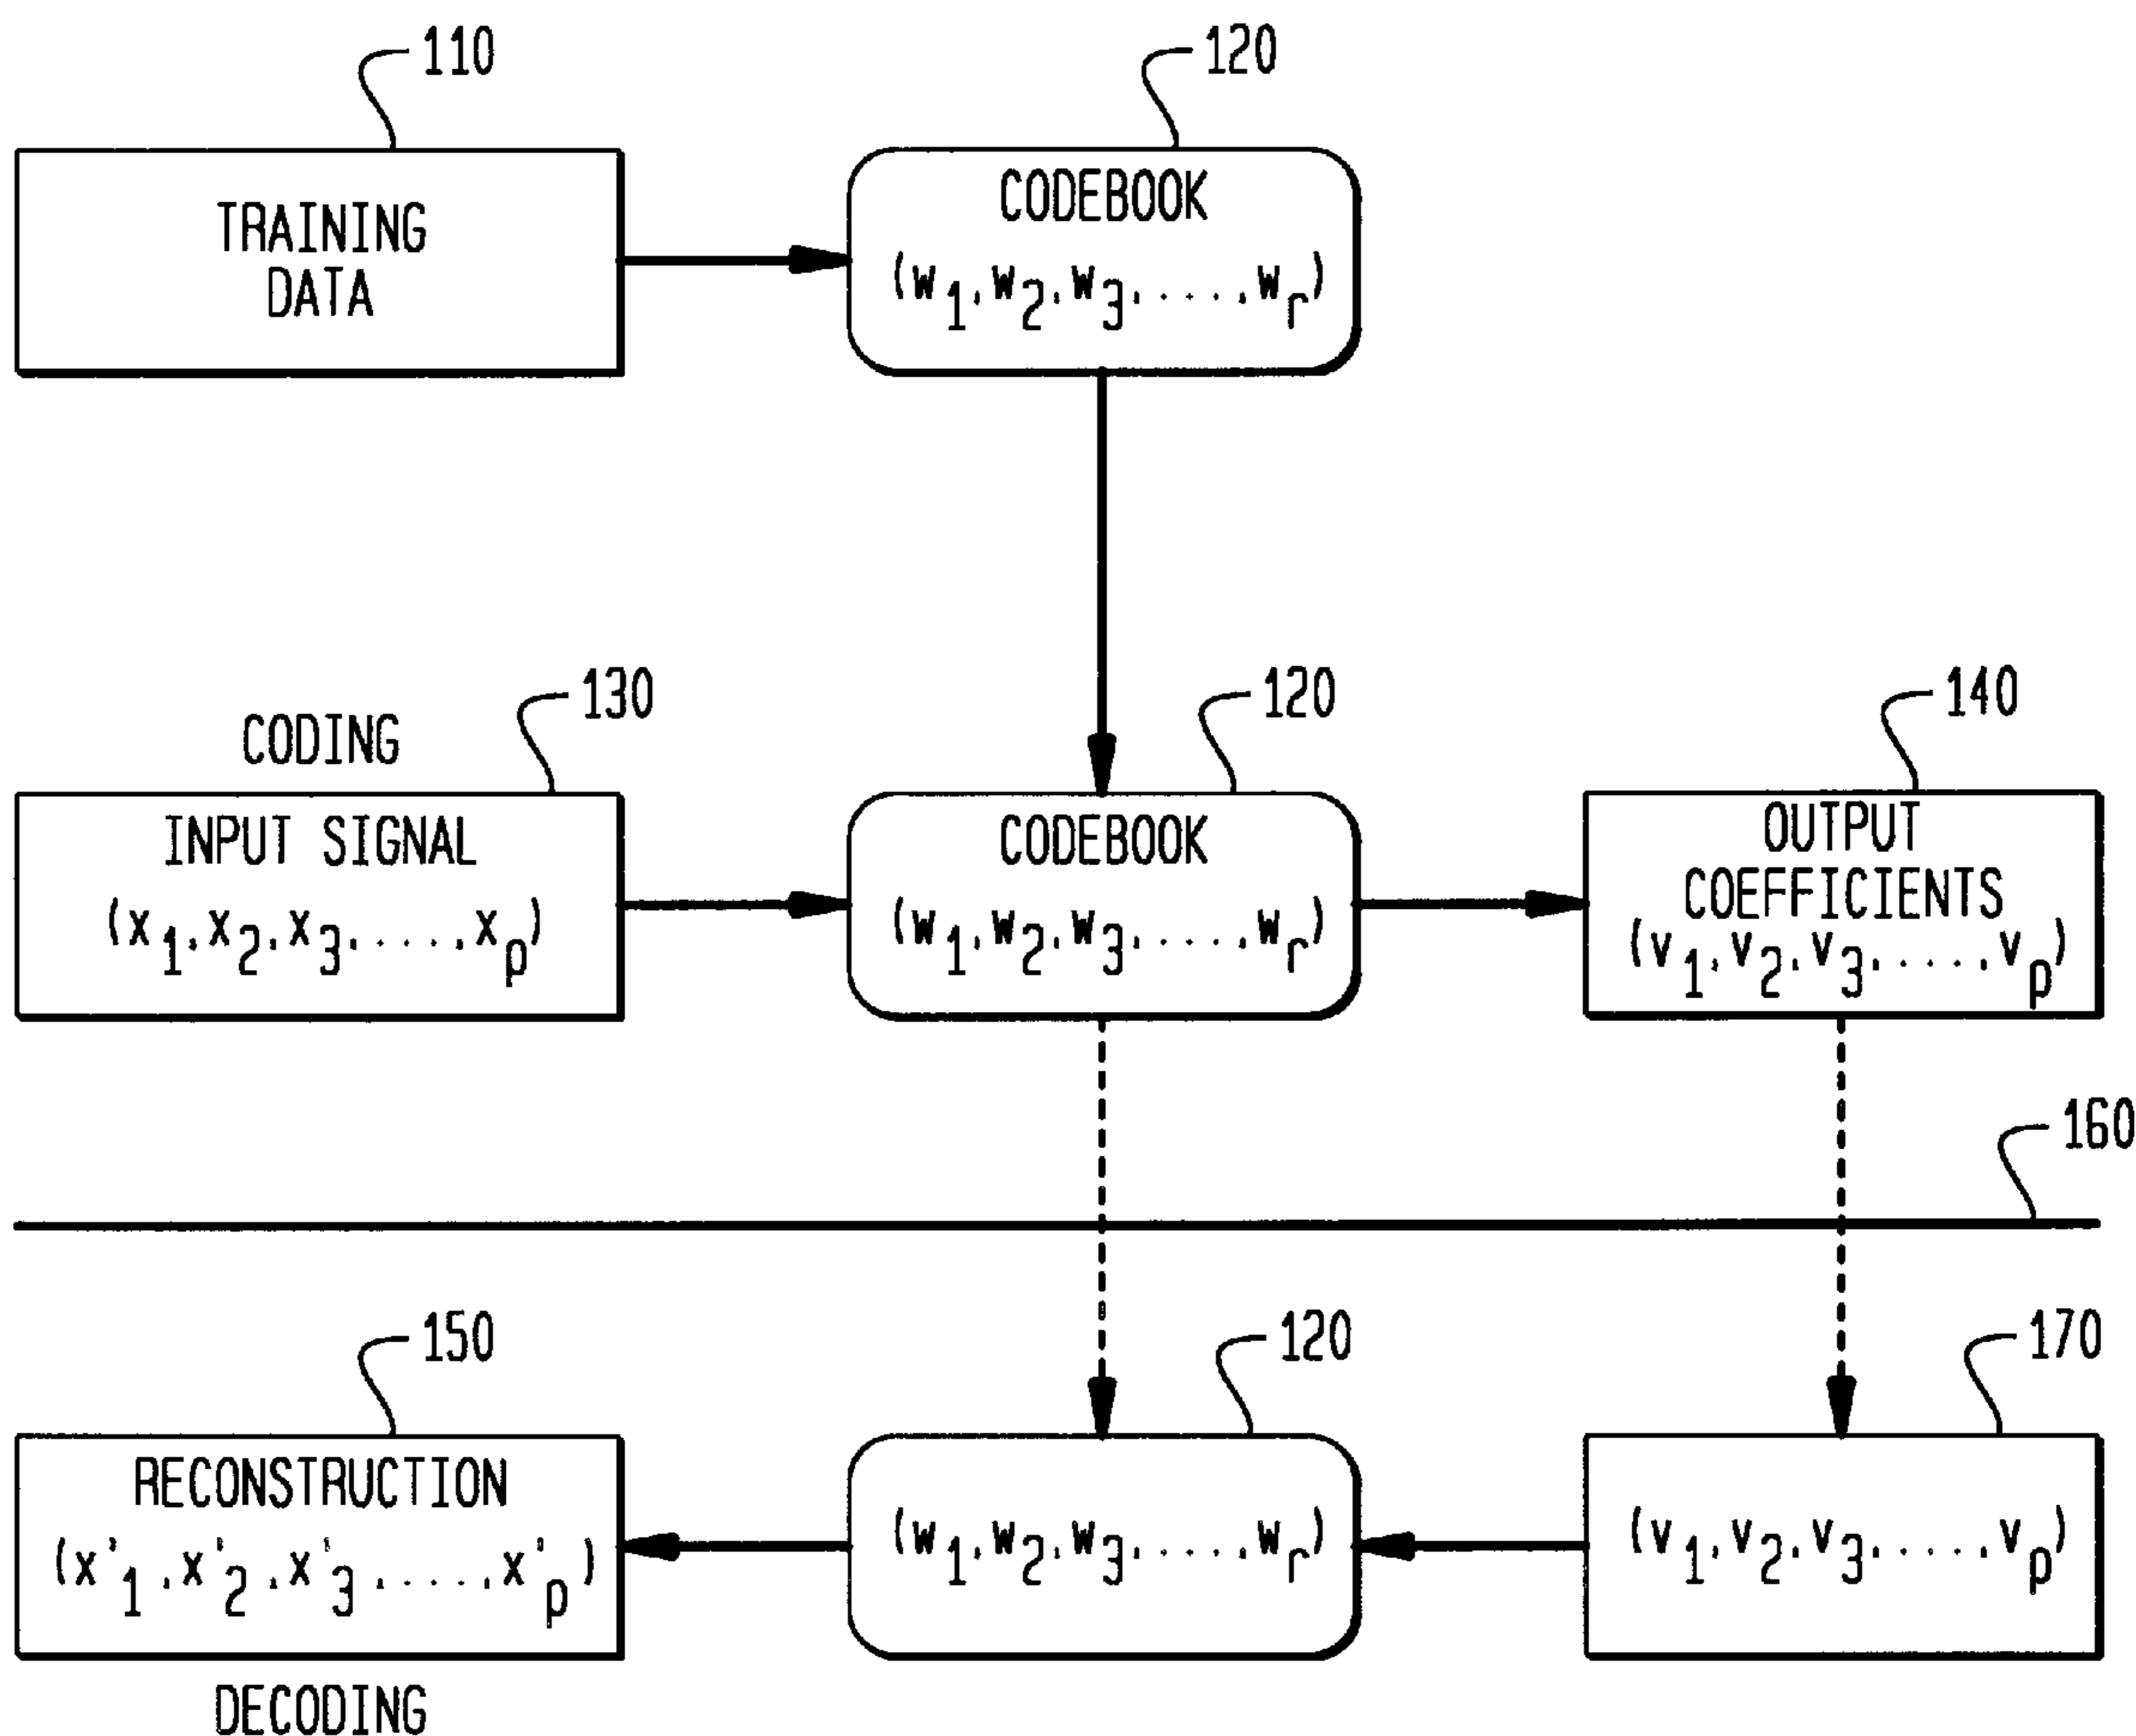 110
120
TRAINING
DATA
CODEBOOK
(w₁,w₂,w₃,....,wᵣ)
CODING
130
120
140
INPUT SIGNAL
(x₁,x₂,x₃,....,xₚ)
CODEBOOK
(w₁,w₂,w₃,....,wᵣ)
OUTPUT
COEFFICIENTS
(v₁,v₂,v₃,....,vₚ)
160
150
120
170
RECONSTRUCTION
(x'₁,x'₂,x'₃,....,x'ₚ)
(w₁,w₂,w₃,....,wᵣ)
(v₁,v₂,v₃,....,vₚ)
DECODING